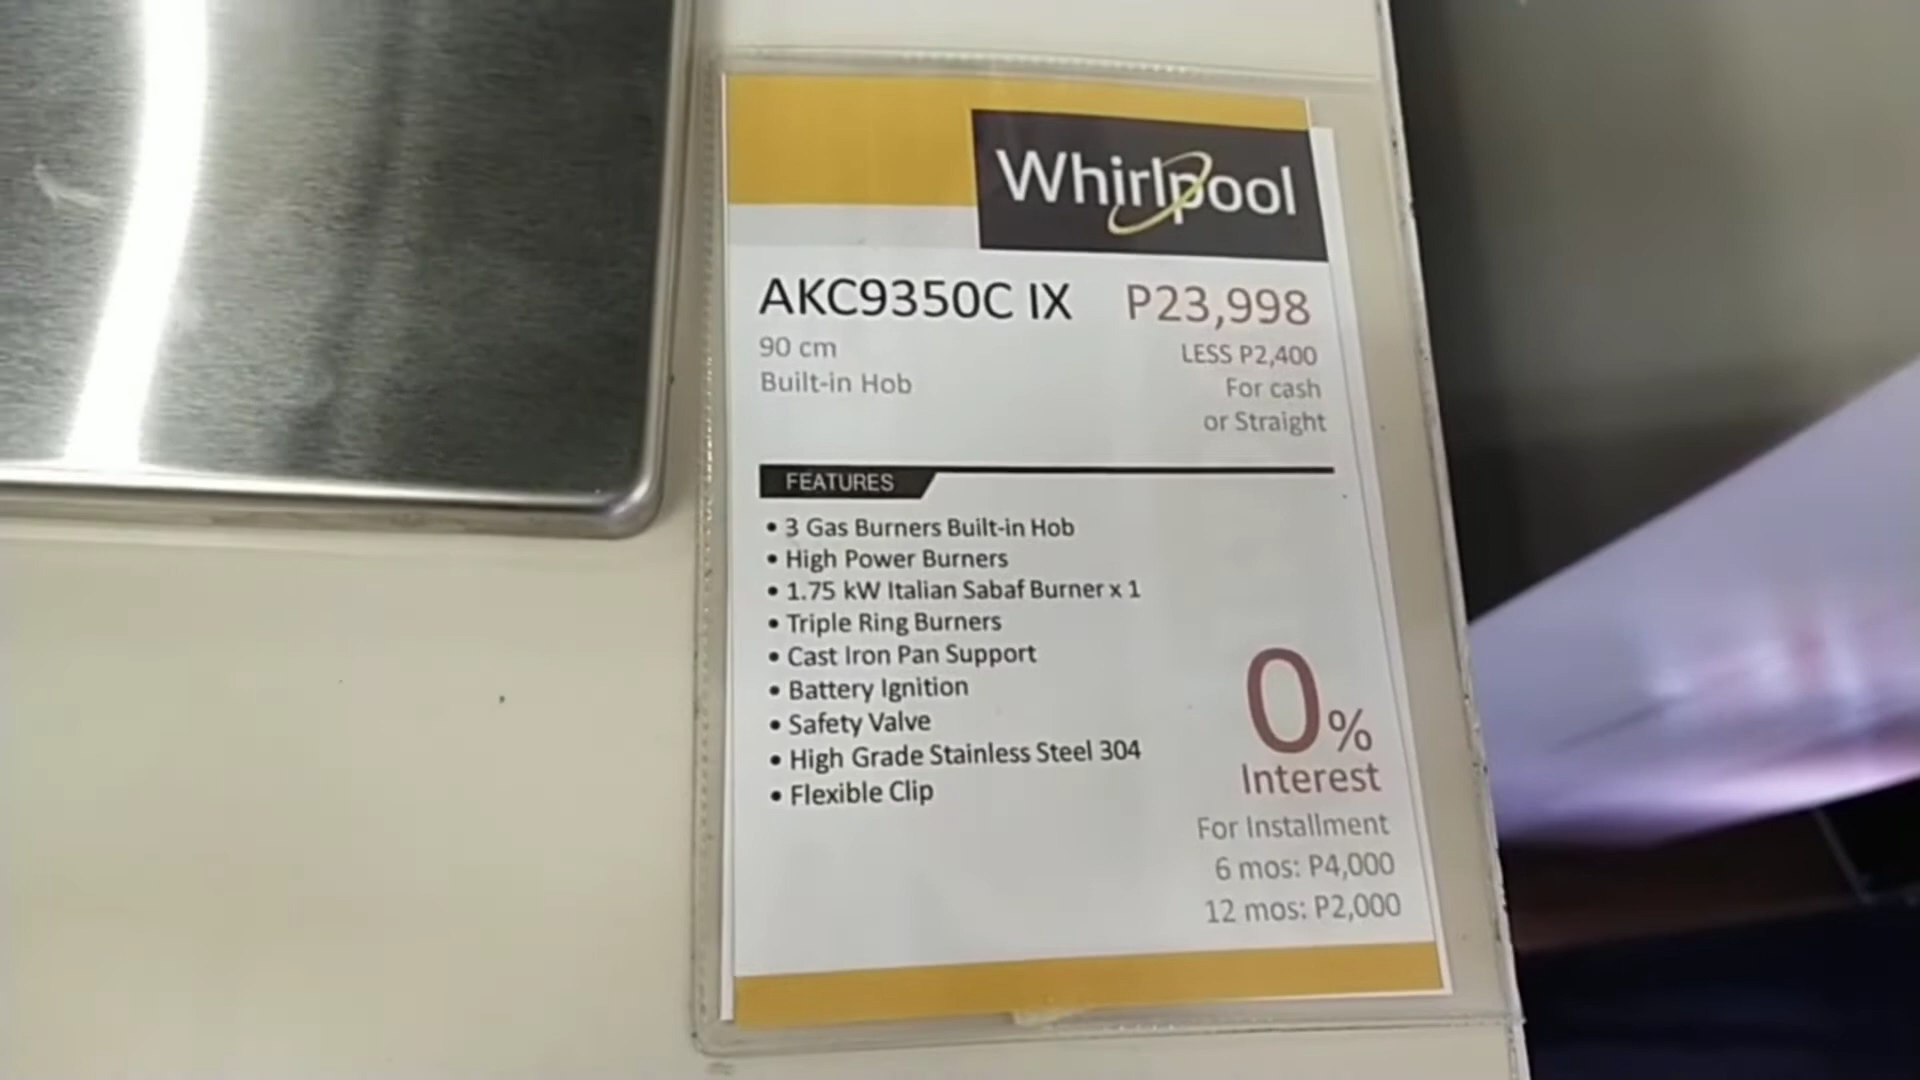 Whirlpool
AKC9350C IX P23,998
90 cm
Built-in Hob
LESS P2,400
For cash
or Straight
FEATURES
• 3 Gas Burners Built-in Hob
• High Power Burners
• 1.75 kW Italian Sabaf Burner x 1
• Triple Ring Burners
• Cast Iron Pan Support
• Battery Ignition
• Safety Valve
• High Grade Stainless Steel 304
• Flexible Clip
0%
Interest
For Installment
6 mos: P4,000
12 mos: P2,000